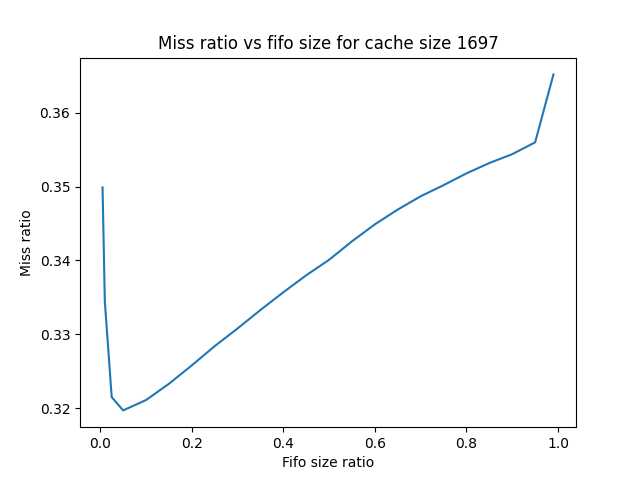 Miss ratio vs fifo size for cache size 1697
0.36
0.35
0.34
0.33
0.32
Miss ratio
0.0 0.2 0.4 0.6 0.8 1.0
Fifo size ratio